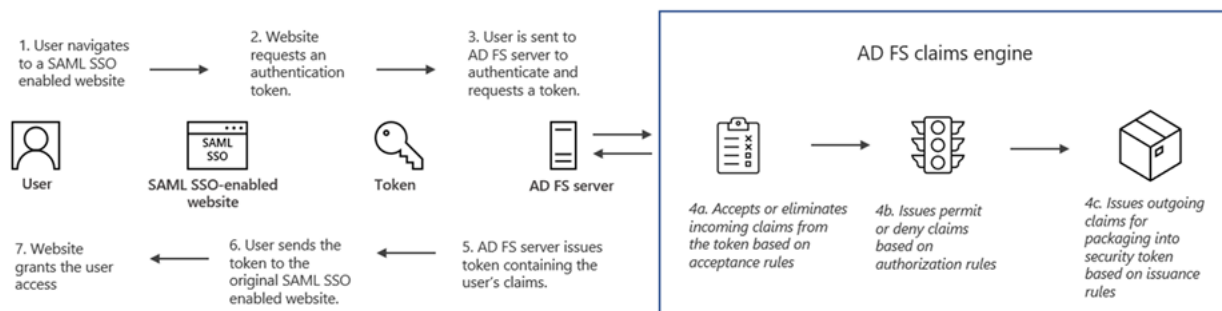 1. User navigates
to a SAML SSO
enabled website
2. Website
requests an
authentication
token.
3. User is sent to
AD FS server to
authenticate and
requests a token.
AD FS claims engine
SAML
SSO
User
SAML SSO-enabled
website
Token
AD FS server
4a. Accepts or eliminates
incoming claims from
the token based on
acceptance rules
4b. Issues permit
or deny claims
based on
authorization rules
4c. Issues outgoing
claims for
packaging into
security token
based on issuance
rules
7. Website
grants the user
access
6. User sends the
token to the
original SAML SSO
enabled website.
5. AD FS server issues
token containing the
user's claims.